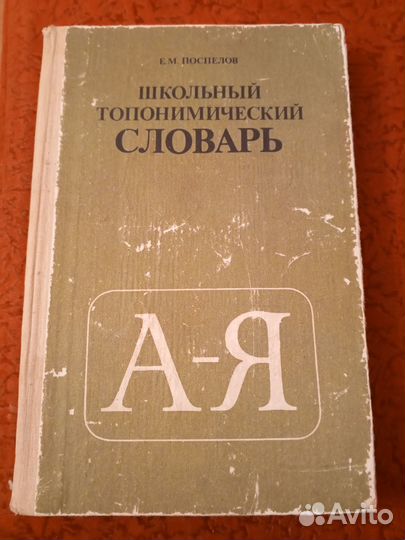 Е.М. ПОСПЕЛОВ
ШКОЛЬНЫЙ
ТОПОНИМИЧЕСКИЙ
СЛОВАРЬ
А-Я
Avito